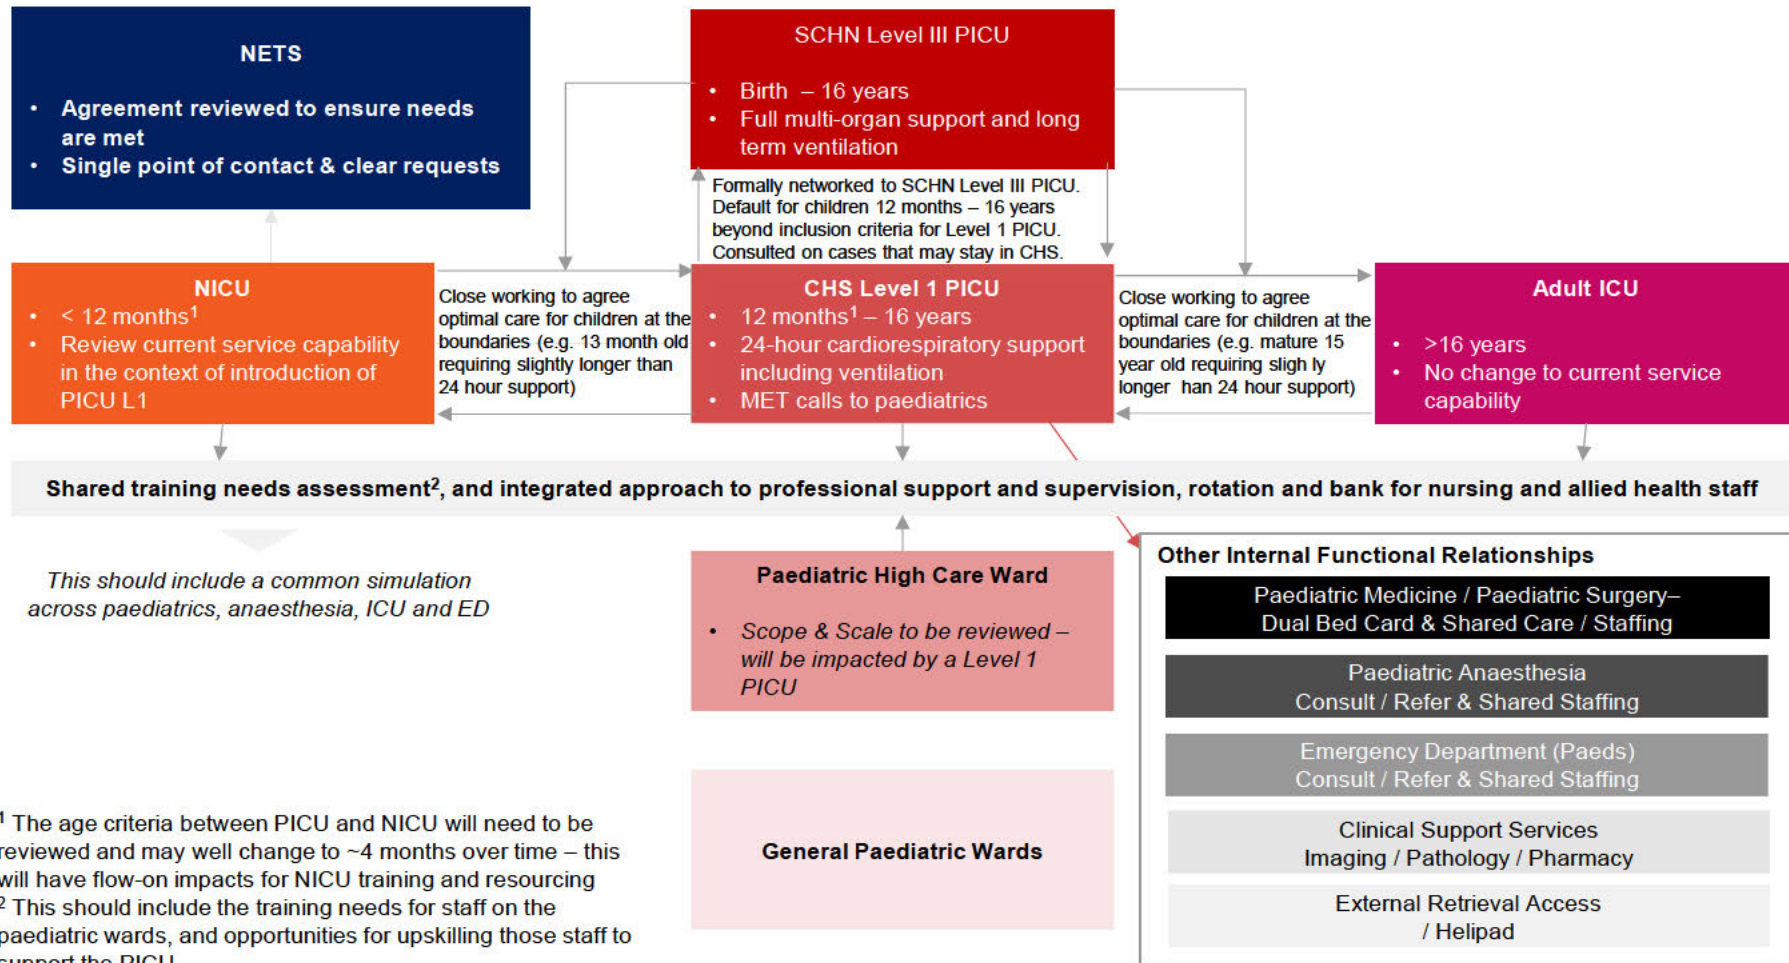 NETS
• Agreement reviewed to ensure needs
are met
• Single point of contact & clear requests
SCHN Level III PICU
• Birth – 16 years
• Full multi-organ support and long
term ventilation
Formally networked to SCHN Level III PICU.
Default for children 12 months – 16 years
beyond inclusion criteria for Level 1 PICU.
Consulted on cases that may stay in CHS.
NICU
• < 12 months¹
• Review current service capability
in the context of introduction of
PICU L1
Close working to agree
optimal care for children at the
boundaries (e.g. 13 month old
requiring slightly longer than
24 hour support)
CHS Level 1 PICU
• 12 months¹ – 16 years
• 24-hour cardiorespiratory support
including ventilation
• MET calls to paediatrics
Close working to agree
optimal care for children at the
boundaries (e.g. mature 15
year old requiring sligh ly
longer  han 24 hour support)
Adult ICU
• >16 years
• No change to current service
capability
Shared training needs assessment², and integrated approach to professional support and supervision, rotation and bank for nursing and allied health staff
This should include a common simulation
across paediatrics, anaesthesia, ICU and ED
Paediatric High Care Ward
• Scope & Scale to be reviewed –
will be impacted by a Level 1
PICU
General Paediatric Wards
Other Internal Functional Relationships
Paediatric Medicine / Paediatric Surgery–
Dual Bed Card & Shared Care / Staffing
Paediatric Anaesthesia
Consult / Refer & Shared Staffing
Emergency Department (Paeds)
Consult / Refer & Shared Staffing
Clinical Support Services
Imaging / Pathology / Pharmacy
External Retrieval Access
/ Helipad
¹ The age criteria between PICU and NICU will need to be
reviewed and may well change to ~4 months over time – this
will have flow-on impacts for NICU training and resourcing
² This should include the training needs for staff on the
paediatric wards, and opportunities for upskilling those staff to
support the PICU